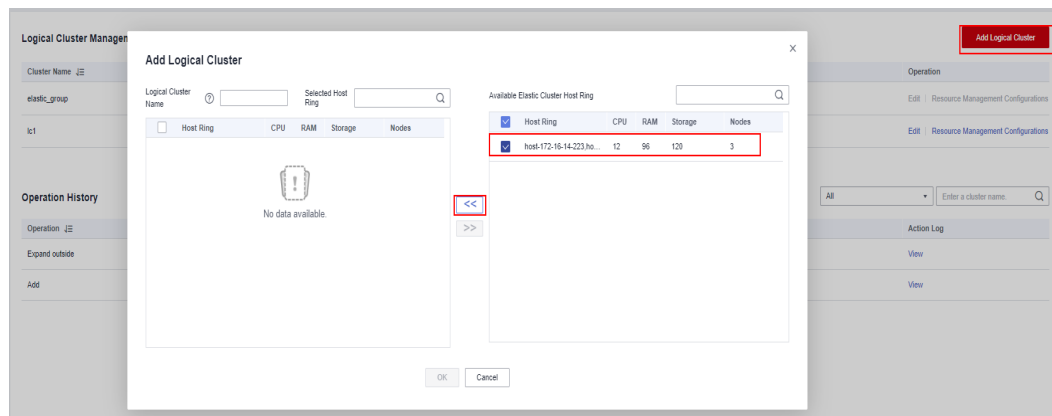 Logical Cluster Manager
Add Logical Cluster
Cluster Name
Operation
elastic_group
Edit | Resource Management Configurations
lc1
Edit | Resource Management Configurations
Operation History
All
Enter a cluster name.
Operation
Action Log
Expand outside
View
Add
View
Add Logical Cluster
X
Logical Cluster Name
?
Selected Host Ring
Host Ring CPU RAM Storage Nodes
!
No data available.
<<
>>
Available Elastic Cluster Host Ring
Host Ring CPU RAM Storage Nodes
host-172-16-14-223,ho... 12 96 120 3
OK
Cancel